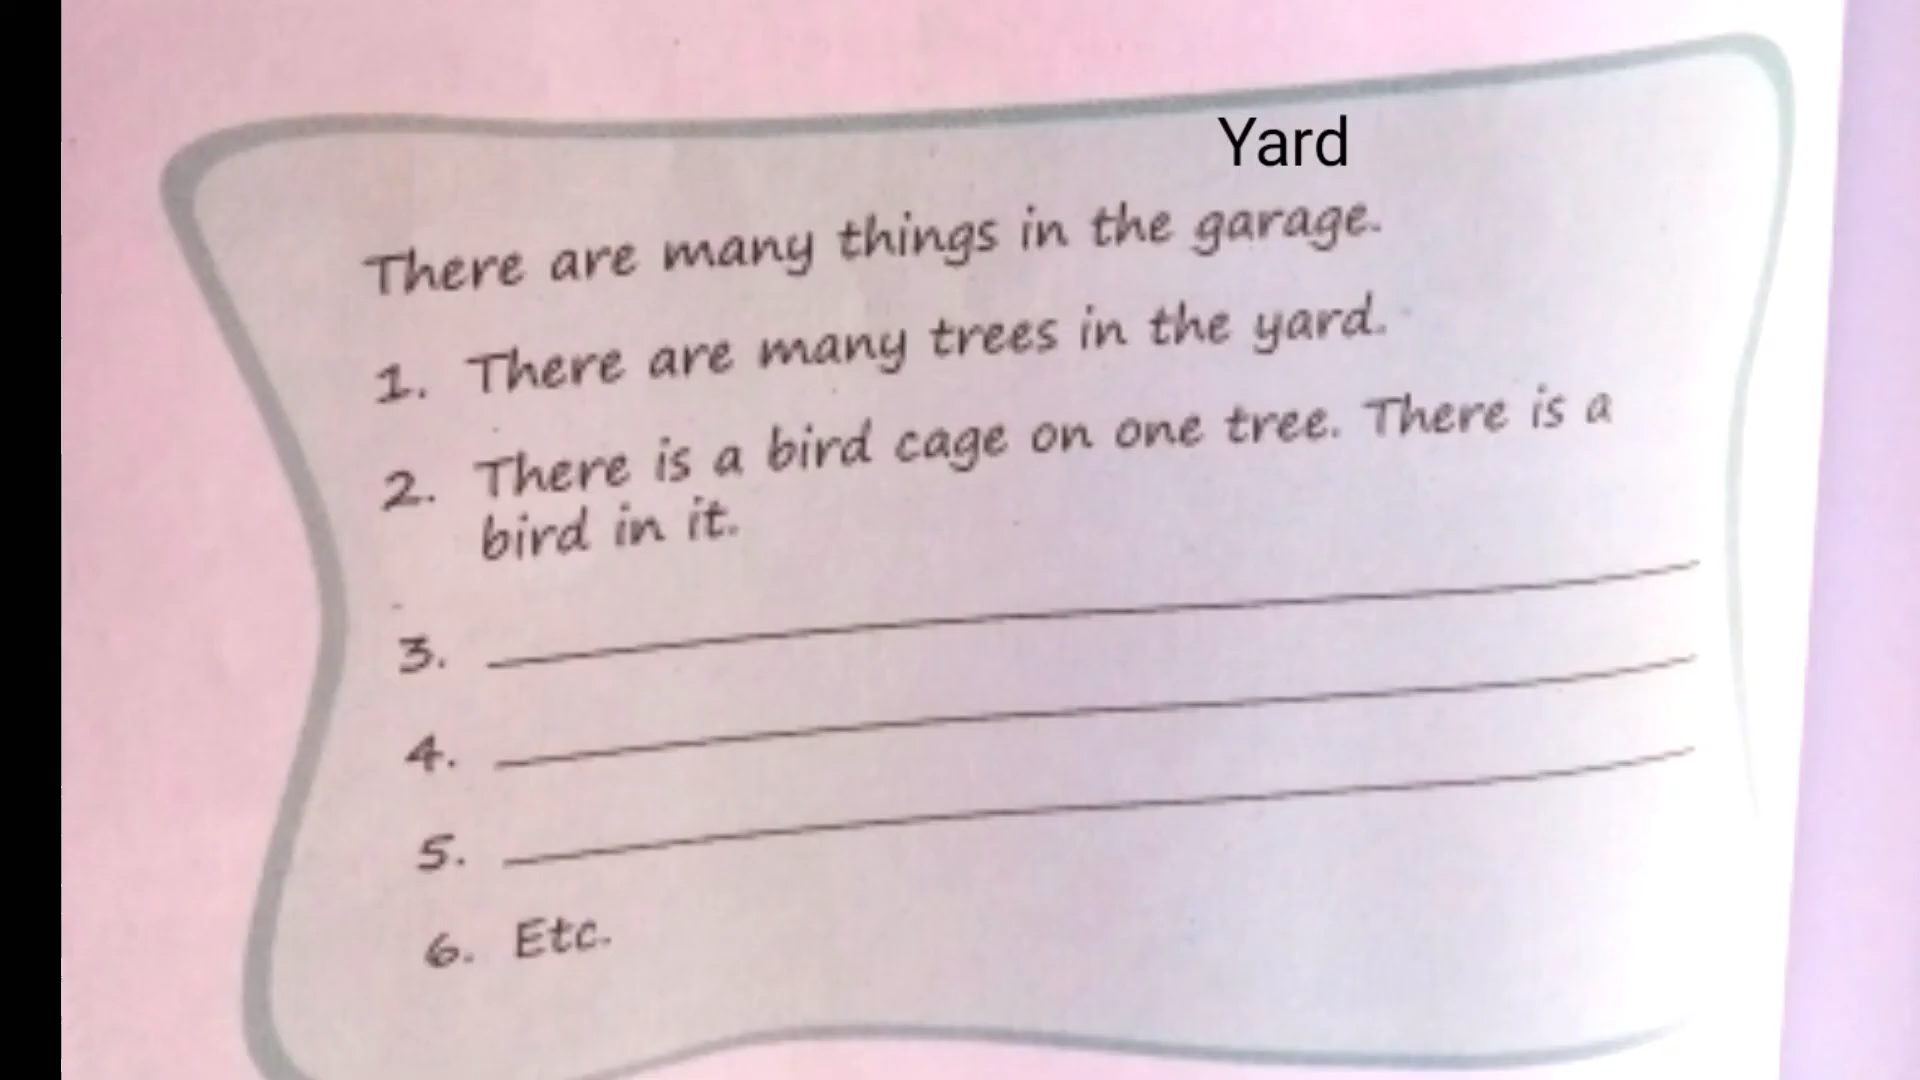 Yard
There are many things in the garage.
1. There are many trees in the yard.
2. There is a bird cage on one tree. There is a
bird in it.
3.
4.
5.
6. Etc.